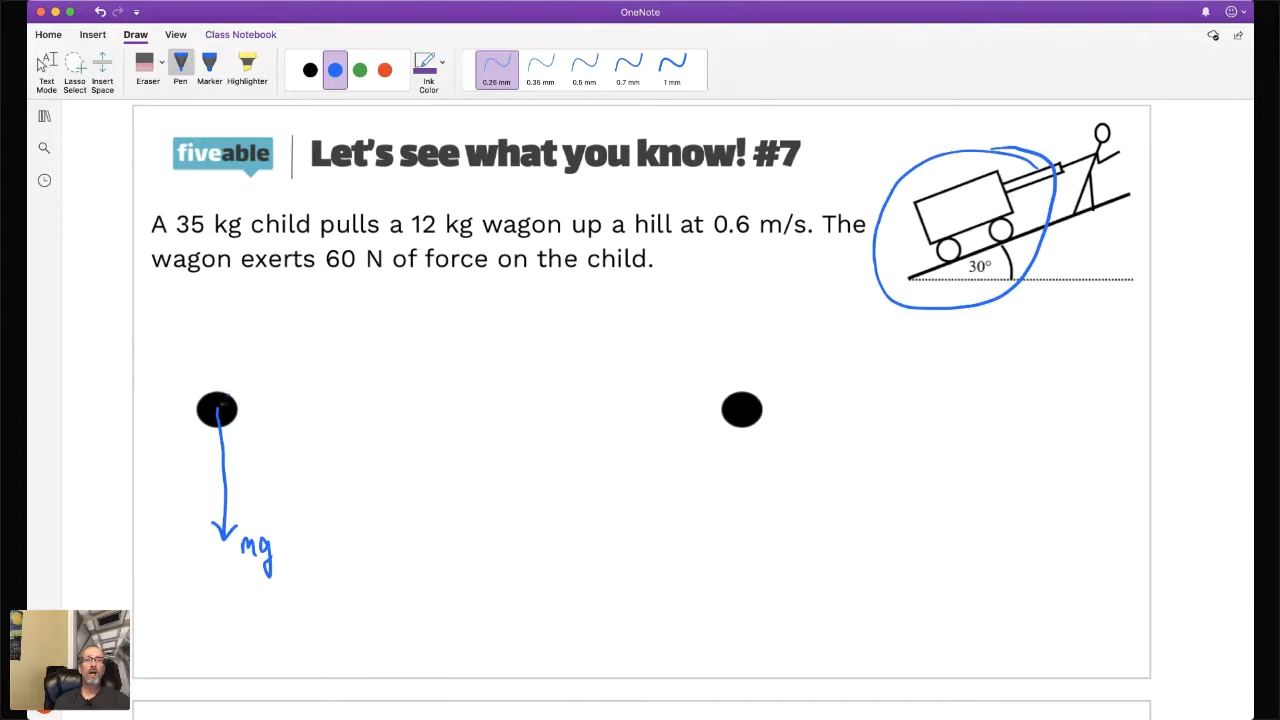 OneNote
Home Insert Draw View Class Notebook
Text Mode
Lasso Select
Insert Space
Eraser
Pen
Marker
Highlighter
Ink Color
0.25 mm
0.35 mm
0.5 mm
0.7 mm
1 mm
fiveable
Let's see what you know! #7
A 35 kg child pulls a 12 kg wagon up a hill at 0.6 m/s. The
wagon exerts 60 N of force on the child.
30°
mg